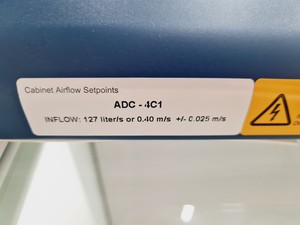 Cabinet Airflow Setpoints
ADC - 4C1
INFLOW: 127 liter/s or 0.40 m/s +/- 0.025 m/s